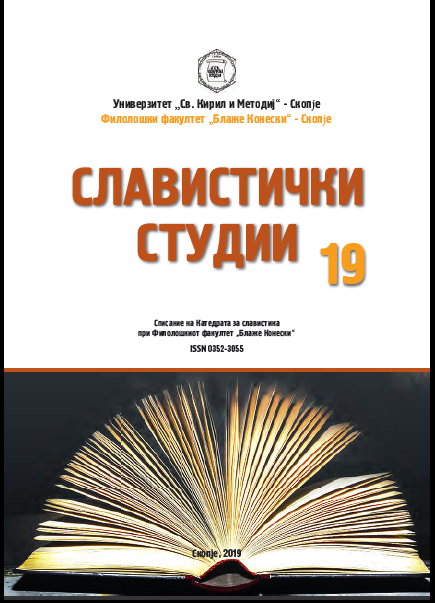 Универзитет „Св. Кирил и Методиј“ - Скопје
Филолошки факултет „Блаже Конески“ - Скопје
СЛАВИСТИЧКИ
СТУДИИ
19
Списание на Катедрата за славистика
при Филолошниот факултет „Блаже Конески“
ISSN 0352-3055
Скопје, 2019